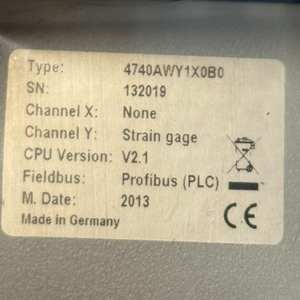 Type: 4740AWY1X0B0
SN: 132019
Channel X: None
Channel Y: Strain gage
CPU Version: V2.1
Fieldbus: Profibus (PLC)
M. Date: 2013
Made in Germany
CE